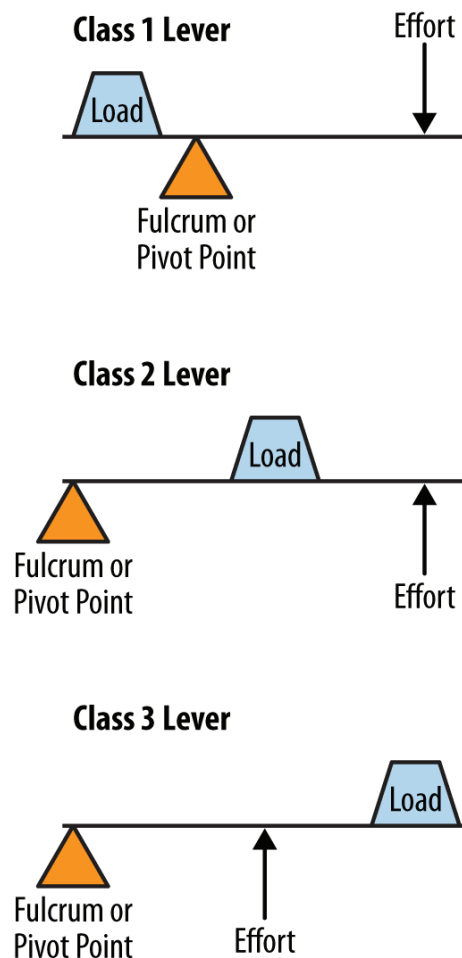 Class 1 Lever
Effort
Load
Fulcrum or
Pivot Point
Class 2 Lever
Load
Fulcrum or
Pivot Point
Effort
Class 3 Lever
Load
Fulcrum or
Pivot Point
Effort